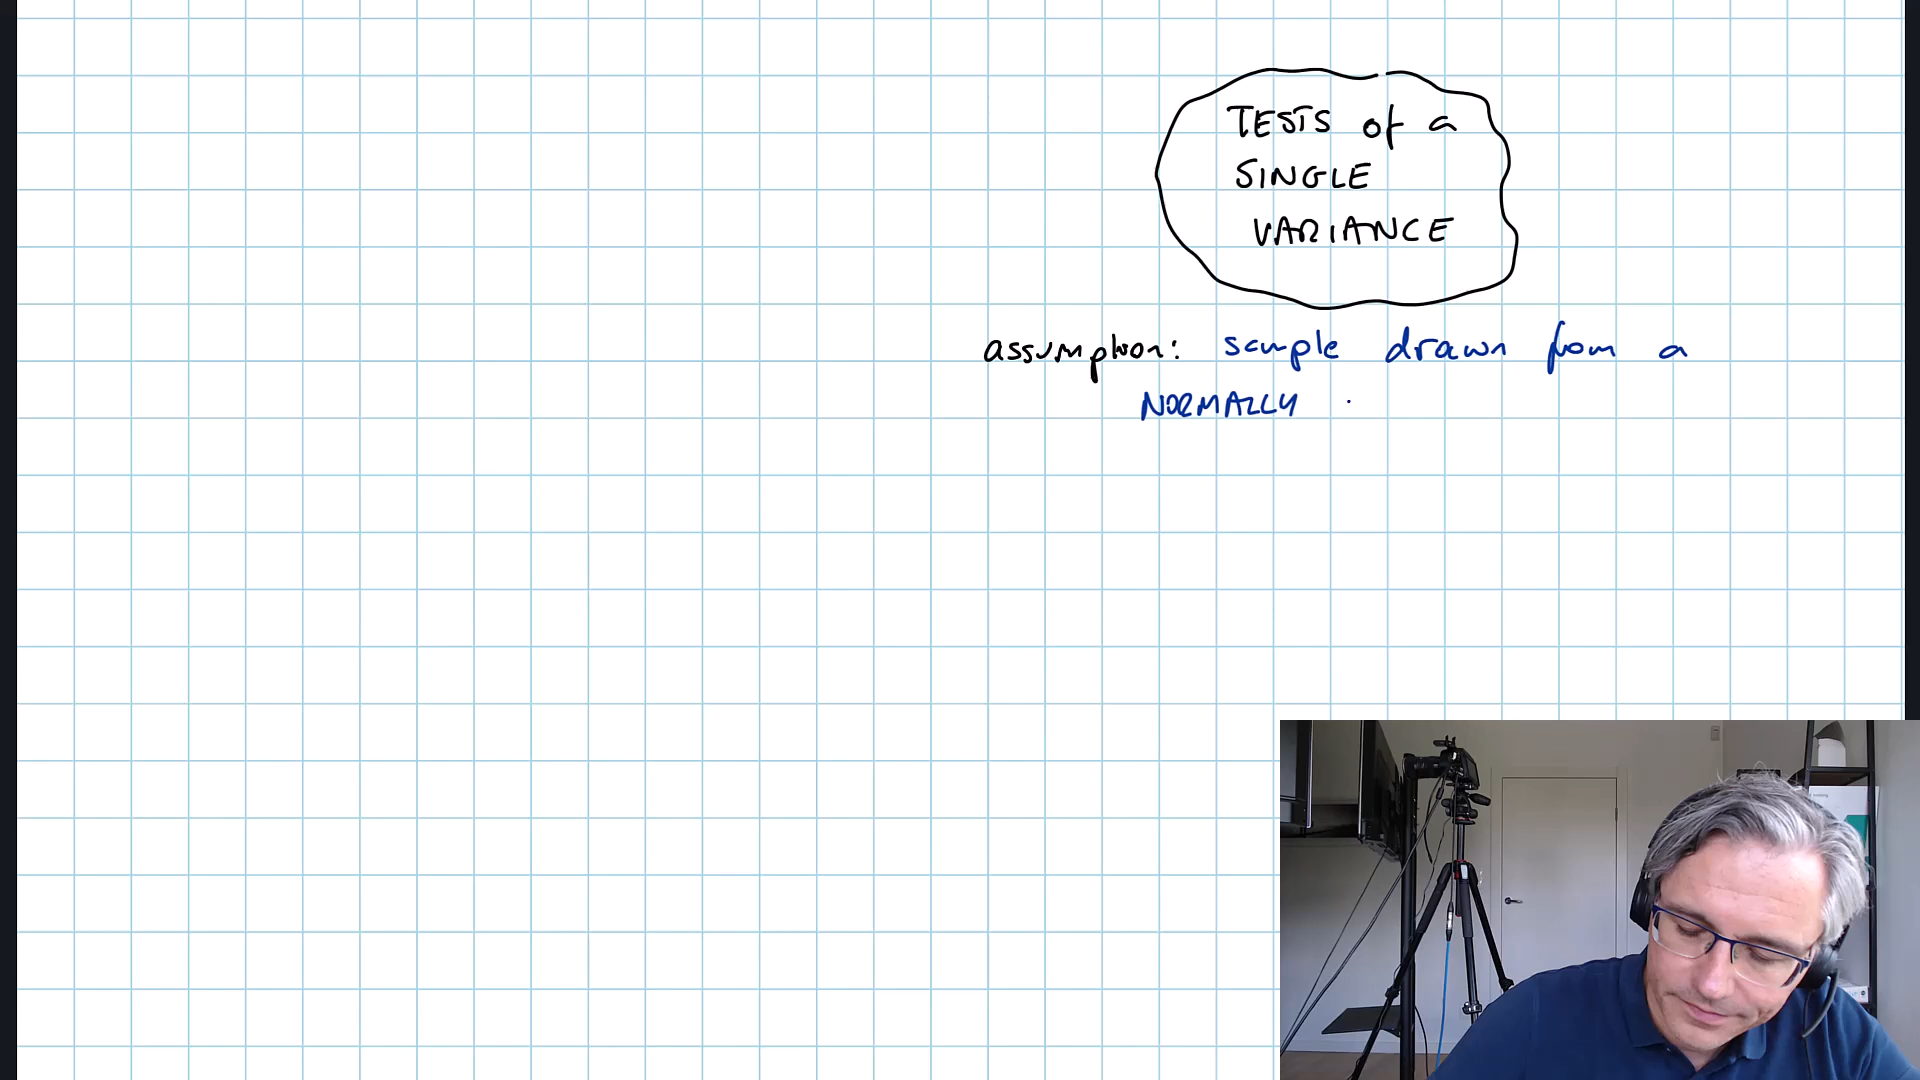 TESTS of a
SINGLE
VARIANCE
assumption: sample drawn from a
NORMALLY